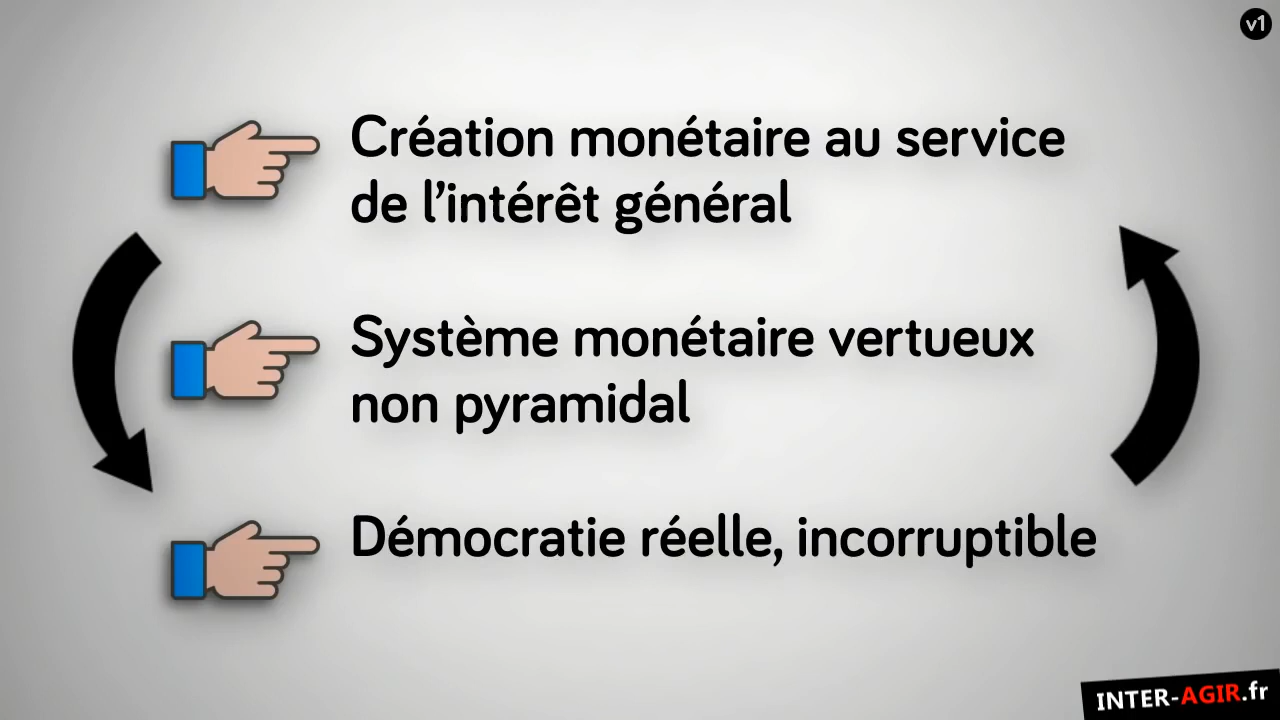 v1
Création monétaire au service
de l’intérêt général
Système monétaire vertueux
non pyramidal
Démocratie réelle, incorruptible
INTER-AGIR.fr